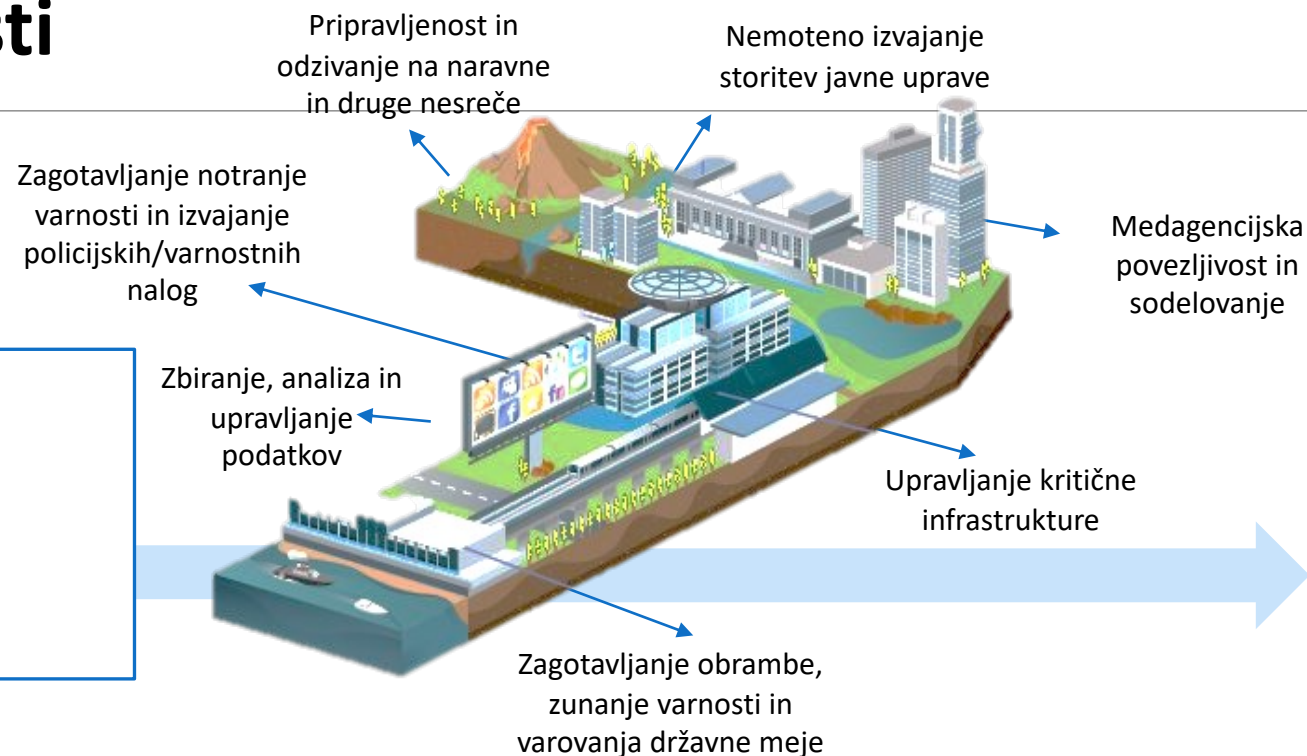 sti
Pripravljenost in
odzivanje na naravne
in druge nesreče
Nemoteno izvajanje
storitev javne uprave
Zagotavljanje notranje
varnosti in izvajanje
policijskih/varnostnih
nalog
Medagencijska
povezljivost in
sodelovanje
Zbiranje, analiza in
upravljanje
podatkov
Upravljanje kritične
infrastrukture
Zagotavljanje obrambe,
zunanje varnosti in
varovanja državne meje